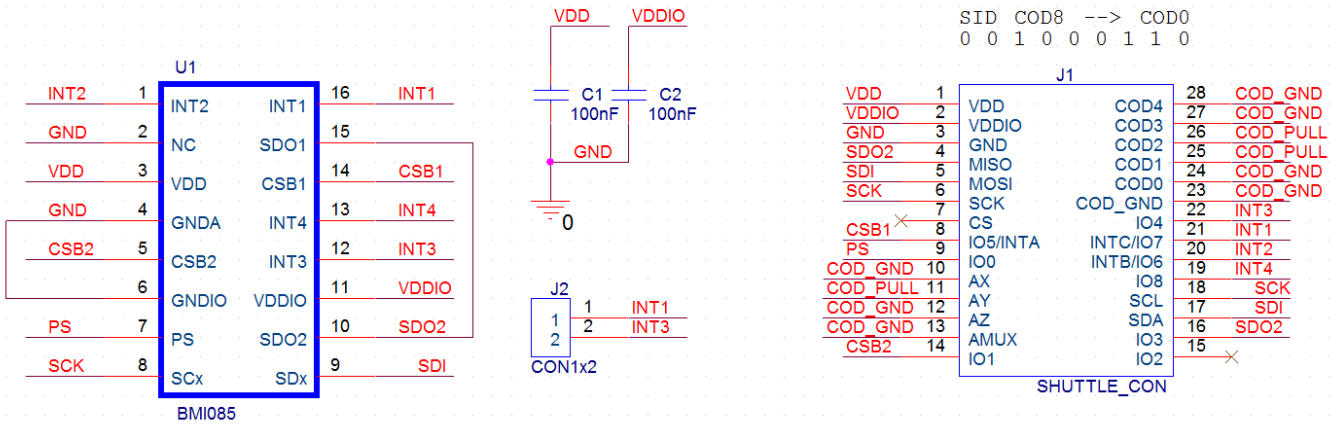 U1
INT2 1 INT2 INT1 16 INT1
GND 2 NC SDO1 15
VDD 3 VDD CSB1 14 CSB1
GND 4 GNDA INT4 13 INT4
CSB2 5 CSB2 INT3 12 INT3
6 GNDIO VDDIO 11 VDDIO
PS 7 PS SDO2 10 SDO2
SCK 8 SCx SDx 9 SDI
BMI085
VDD VDDIO
C1 C2
100nF 100nF
GND
0
J2
1 1 INT1
2 2 INT3
CON1x2
SID COD8 --> COD0
0 0 1 0 0 0 1 1 0
J1
VDD 1 VDD COD4 28 COD_GND
VDDIO 2 VDDIO COD3 27 COD_GND
GND 3 GND COD2 26 COD_PULL
SDO2 4 MISO COD1 25 COD_PULL
SDI 5 MOSI COD0 24 COD_GND
SCK 6 SCK COD_GND 23 COD_GND
7 CS IO4 22 INT3
CSB1 8 IO5/INTA INTC/IO7 21 INT1
PS 9 IO0 INTB/IO6 20 INT2
COD_GND 10 AX IO8 19 INT4
COD_PULL 11 AY SCL 18 SCK
COD_GND 12 AZ SDA 17 SDI
COD_GND 13 AMUX IO3 16 SDO2
CSB2 14 IO1 IO2 15
SHUTTLE_CON